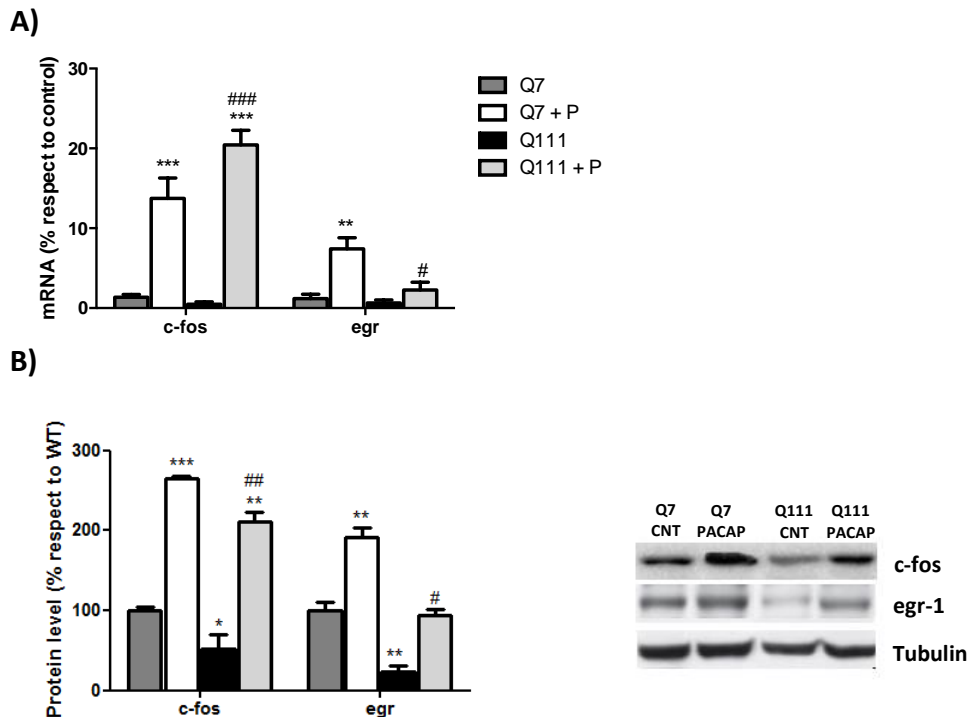 A)
mRNA (% respect to control)
30
20
10
0
***
###
***
**
#
c-fos
egr
Q7
Q7 + P
Q111
Q111 + P
B)
Protein level (% respect to WT)
300
200
100
0
***
*
##
**
**
**
#
c-fos
egr
Q7 CNT
Q7 PACAP
Q111 CNT
Q111 PACAP
c-fos
egr-1
Tubulin